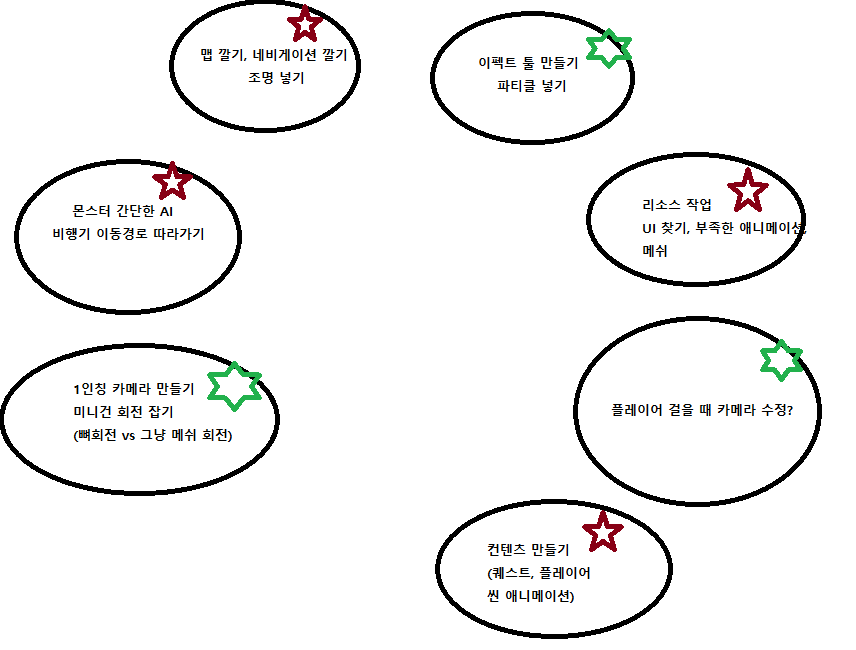 맵 깔기, 네비게이션 깔기
조명 넣기
이펙트 툴 만들기
파티클 넣기
몬스터 간단한 AI
비행기 이동경로 따라가기
리소스 작업
UI 찾기, 부족한 애니메이션,
메쉬
1인칭 카메라 만들기
미니건 회전 잡기
(뼈회전 vs 그냥 메쉬 회전)
플레이어 걸을 때 카메라 수정?
컨텐츠 만들기
(퀘스트, 플레이어
씬 애니메이션)